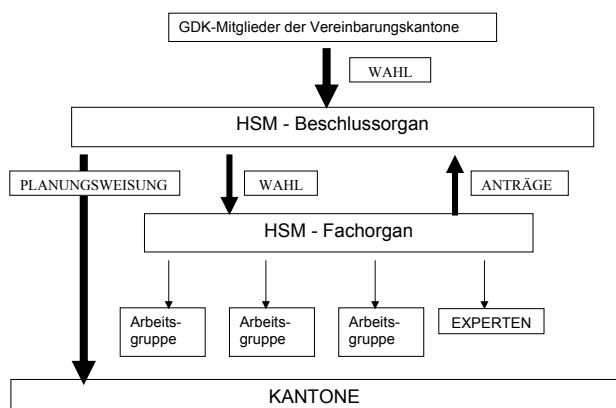 GDK-Mitglieder der Vereinbarungskantone
WAHL
HSM - Beschlussorgan
PLANUNGSWEISUNG
WAHL
ANTRÄGE
HSM - Fachorgan
Arbeits-
gruppe
Arbeits-
gruppe
Arbeits-
gruppe
EXPERTEN
KANTONE